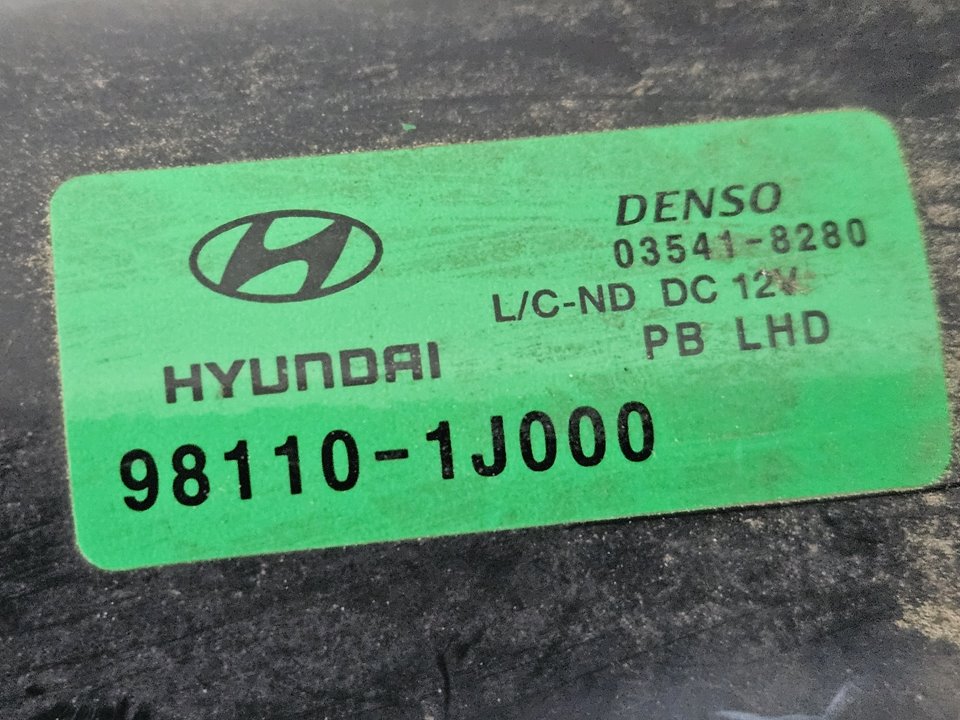 DENSO
03541-8280
L/C-ND DC 12V
PB LHD
HYUNDAI
98110-1J000